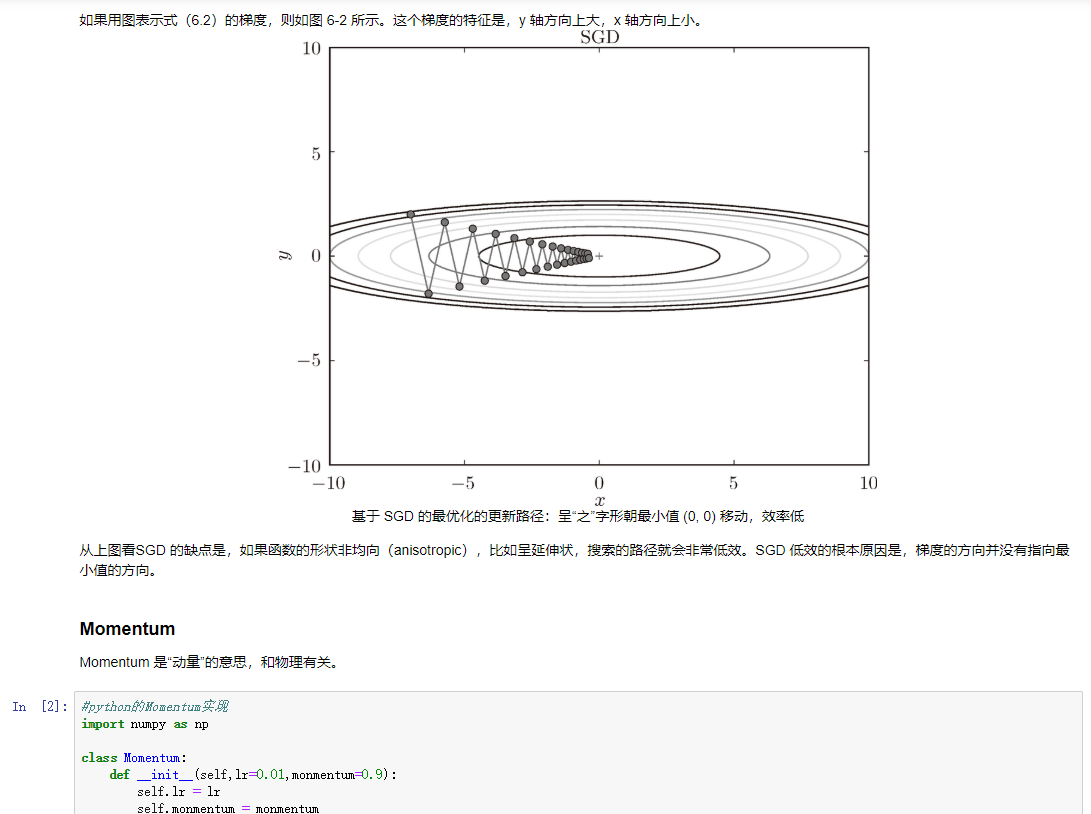 如果用图表示式（6.2）的梯度，则如图 6-2 所示。这个梯度的特征是，y 轴方向上大，x 轴方向上小。
SGD
10
5
y
0
−5
−10
−10
−5
0
5
10
x
基于 SGD 的最优化的更新路径：呈“之”字形朝最小值 (0, 0) 移动，效率低
从上图看SGD 的缺点是，如果函数的形状非均向（anisotropic），比如呈延伸状，搜索的路径就会非常低效。SGD 低效的根本原因是，梯度的方向并没有指向最
小值的方向。
Momentum
Momentum 是“动量”的意思，和物理有关。
In [2]:
#python的Momentum实现
import numpy as np
class Momentum:
    def __init__(self,lr=0.01,monmentum=0.9):
        self.lr = lr
        self.monmentum = monmentum